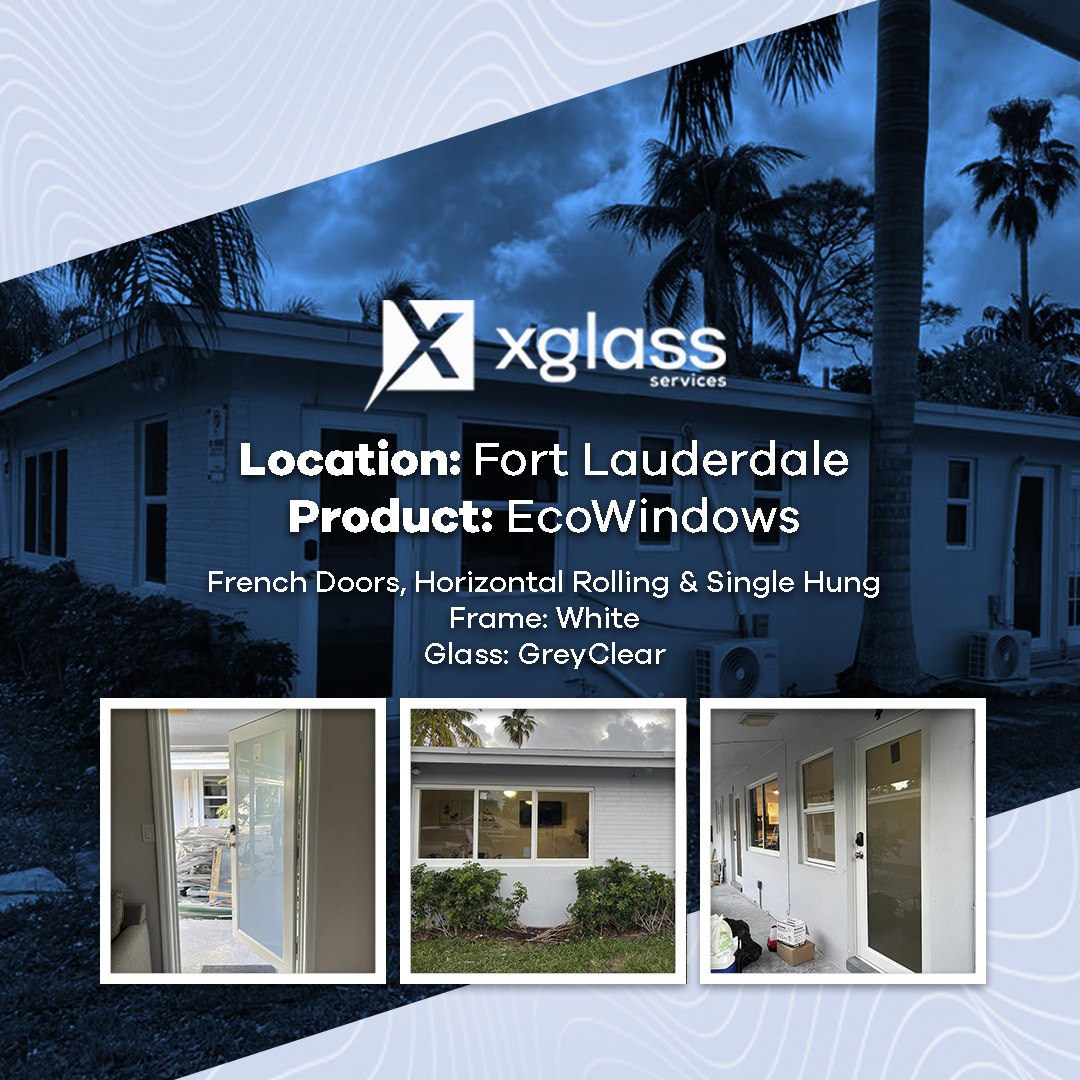 xglass
services
Location: Fort Lauderdale
Product: EcoWindows
French Doors, Horizontal Rolling & Single Hung
Frame: White
Glass: GreyClear